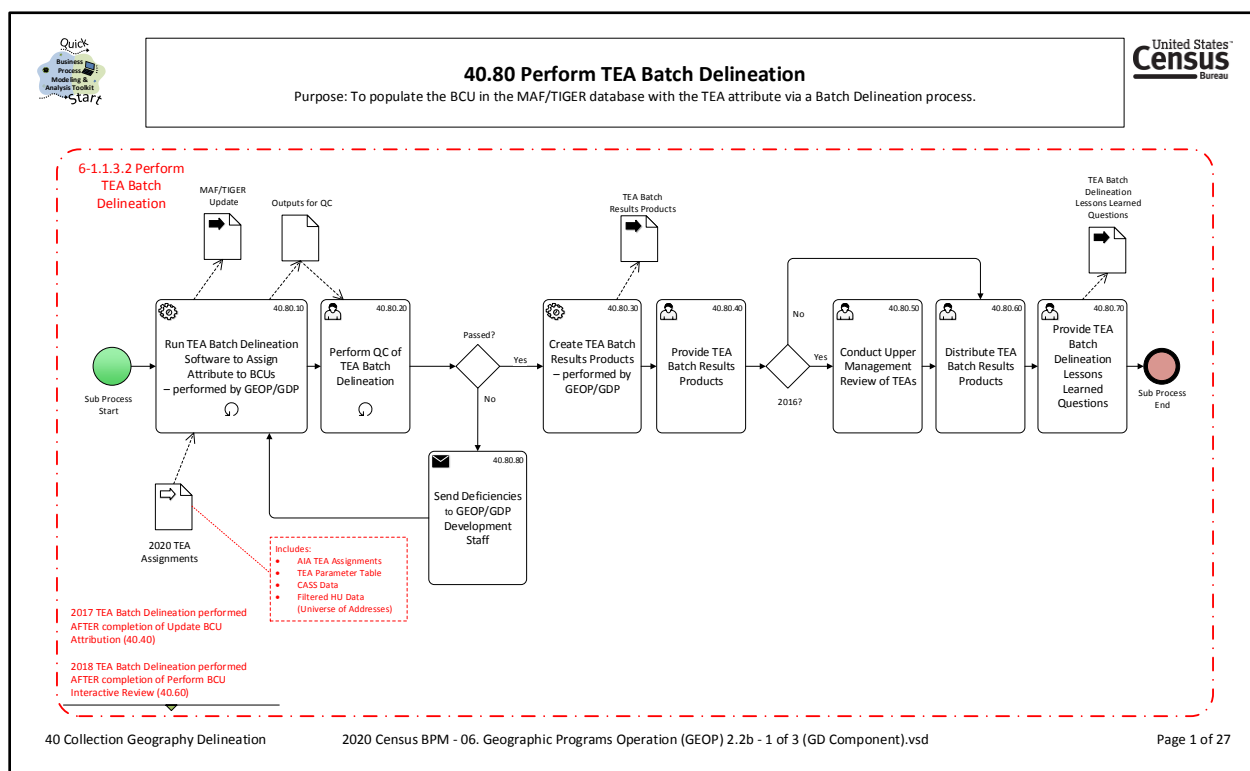 Quick
Business
Process
Modeling &
Analysis Toolkit
Start
40.80 Perform TEA Batch Delineation
Purpose: To populate the BCU in the MAF/TIGER database with the TEA attribute via a Batch Delineation process.
United States™
Census
Bureau
6-1.1.3.2 Perform
TEA Batch
Delineation
MAF/TIGER
Update
Outputs for QC
TEA Batch
Results Products
TEA Batch
Delineation
Lessons Learned
Questions
Sub Process
Start
40.80.10
Run TEA Batch Delineation
Software to Assign
Attribute to BCUs
– performed by GEOP/GDP
40.80.20
Perform QC of
TEA Batch
Delineation
Passed?
Yes
No
40.80.30
Create TEA Batch
Results Products
– performed by
GEOP/GDP
40.80.40
Provide TEA
Batch Results
Products
No
Yes
2016?
40.80.50
Conduct Upper
Management
Review of TEAs
40.80.60
Distribute TEA
Batch Results
Products
40.80.70
Provide TEA
Batch
Delineation
Lessons
Learned
Questions
Sub Process
End
40.80.80
Send Deficiencies
to GEOP/GDP
Development
Staff
2020 TEA
Assignments
Includes:
• AIA TEA Assignments
• TEA Parameter Table
• CASS Data
• Filtered HU Data
(Universe of Addresses)
2017 TEA Batch Delineation performed
AFTER completion of Update BCU
Attribution (40.40)
2018 TEA Batch Delineation performed
AFTER completion of Perform BCU
Interactive Review (40.60)
40 Collection Geography Delineation
2020 Census BPM - 06. Geographic Programs Operation (GEOP) 2.2b - 1 of 3 (GD Component).vsd
Page 1 of 27